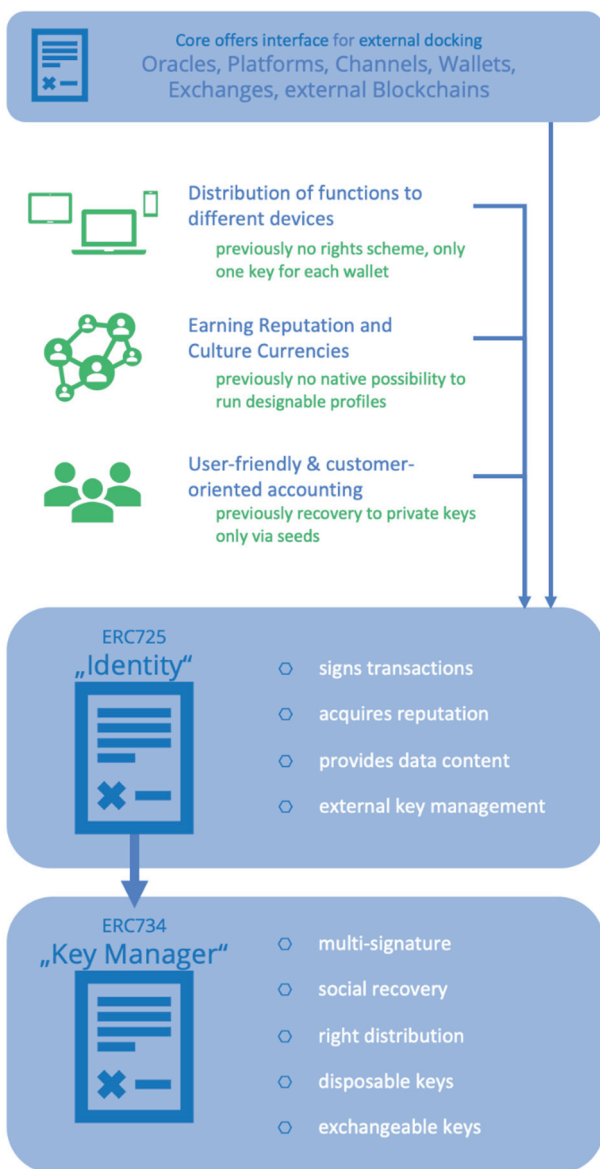 Core offers interface for external docking
Oracles, Platforms, Channels, Wallets,
Exchanges, external Blockchains
Distribution of functions to
different devices
previously no rights scheme, only
one key for each wallet
Earning Reputation and
Culture Currencies
previously no native possibility to
run designable profiles
User-friendly & customer-
oriented accounting
previously recovery to private keys
only via seeds
ERC725
„Identity“
signs transactions
acquires reputation
provides data content
external key management
ERC734
„Key Manager“
multi-signature
social recovery
right distribution
disposable keys
exchangeable keys